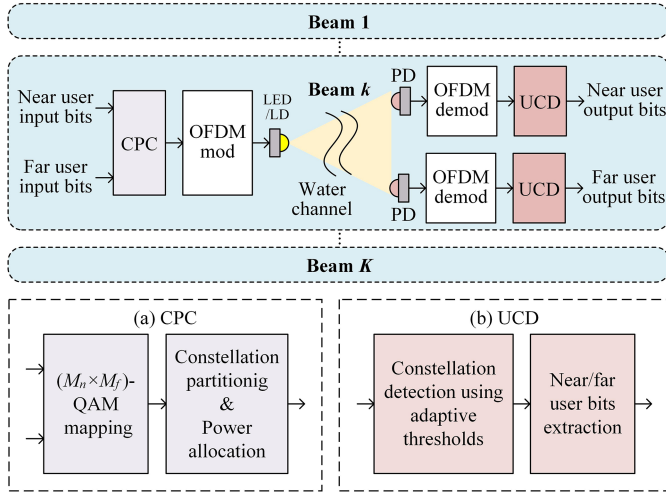 Beam 1
Near user
input bits
Far user
input bits
CPC
OFDM
mod
LED
/LD
Beam k
Water
channel
PD
OFDM
demod
UCD
Near user
output bits
PD
OFDM
demod
UCD
Far user
output bits
Beam K
(a) CPC
(Mn×Mf)-
QAM
mapping
Constellation
partitionig
&
Power
allocation
(b) UCD
Constellation
detection using
adaptive
thresholds
Near/far
user bits
extraction